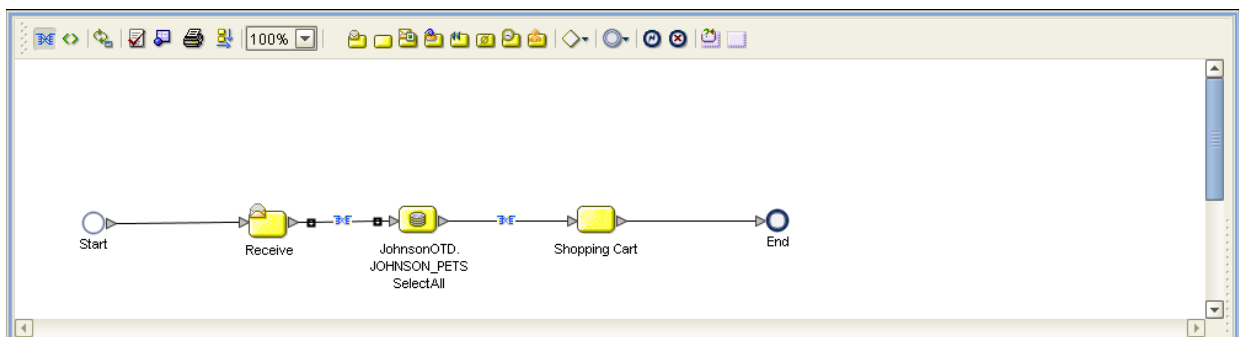 100%
Start
Receive
JohnsonOTD.
JOHNSON_PETS
SelectAll
Shopping Cart
End